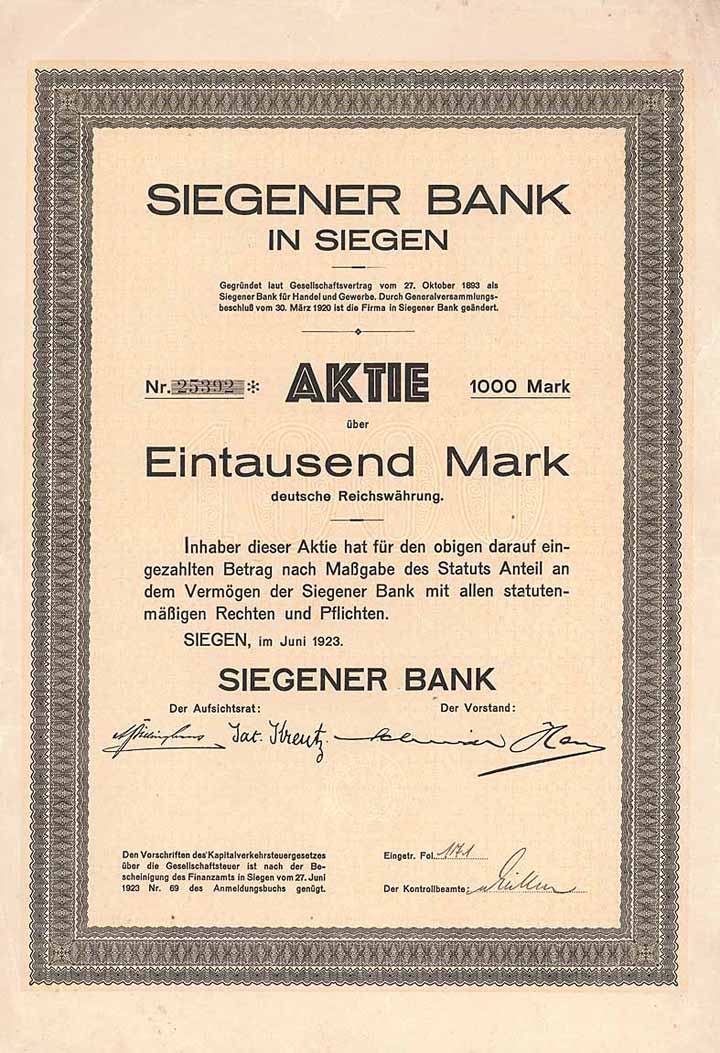 SIEGENER BANK
IN SIEGEN
Gegründet laut Gesellschaftsvertrag vom 27. Oktober 1893 als
Siegener Bank für Handel und Gewerbe. Durch Generalversammlungs-
beschluß vom 30. März 1920 ist die Firma in Siegener Bank geändert.
Nr. 25392 * AKTIE 1000 Mark
über
Eintausend Mark
deutsche Reichswährung.
1000
Inhaber dieser Aktie hat für den obigen darauf ein-
gezahlten Betrag nach Maßgabe des Statuts Anteil an
dem Vermögen der Siegener Bank mit allen statuten-
mäßigen Rechten und Pflichten.
SIEGEN, im Juni 1923.
SIEGENER BANK
Der Aufsichtsrat: Der Vorstand:
Jac. Kreutz
Den Vorschriften des Kapitalverkehrsteuergesetzes
über die Gesellschaftsteuer ist nach der Be-
scheinigung des Finanzamts in Siegen vom 27. Juni
1923 Nr. 69 des Anmeldungsbuchs genügt.
Eingetr. Fol. 171
Der Kontrollbeamte: